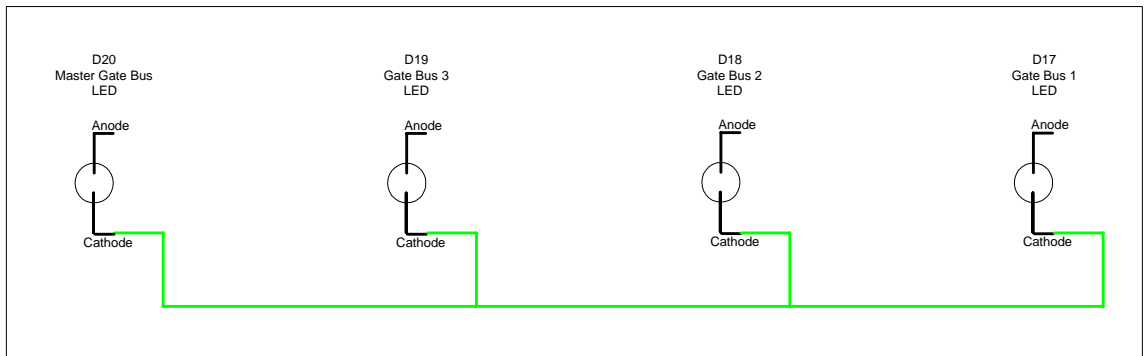 D20
Master Gate Bus
LED
D19
Gate Bus 3
LED
D18
Gate Bus 2
LED
D17
Gate Bus 1
LED
Anode
Anode
Anode
Anode
Cathode
Cathode
Cathode
Cathode